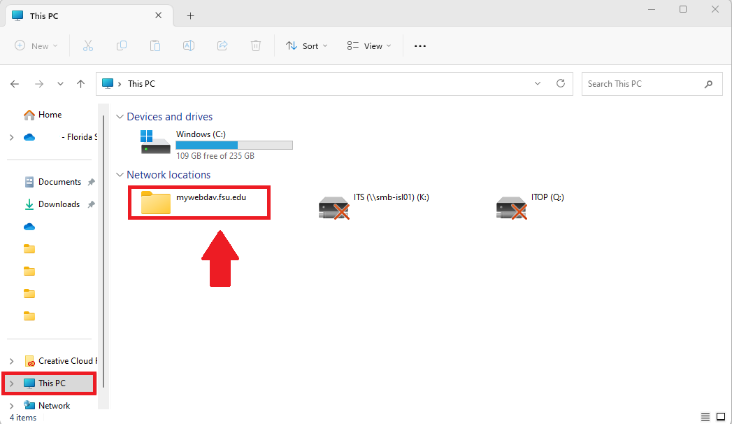 This PC
New
Sort
View
This PC
Search This PC
Home
- Florida S
Documents
Downloads
Creative Cloud F
This PC
Network
4 items
Devices and drives
Windows (C:)
109 GB free of 235 GB
Network locations
mywebdav.fsu.edu
ITS (\\smb-isl01) (K:)
ITOP (Q:)